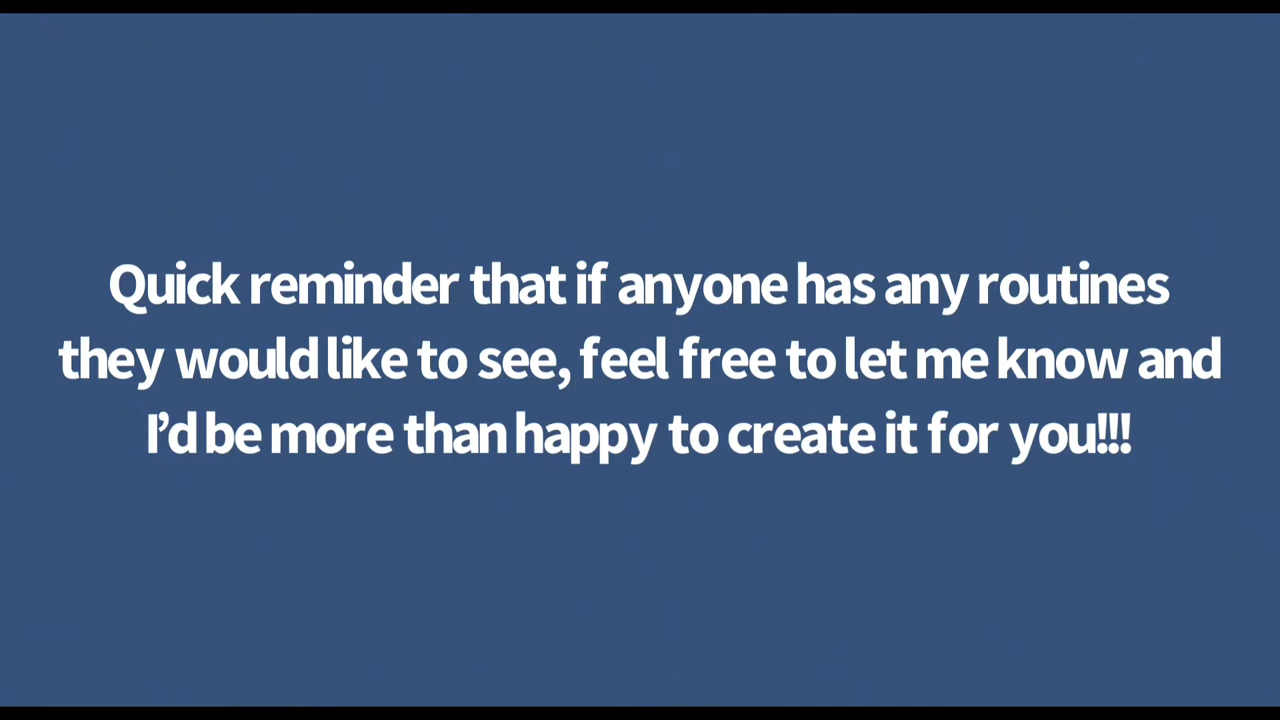 Quick reminder that if anyone has any routines
they would like to see, feel free to let me know and
I’d be more than happy to create it for you!!!